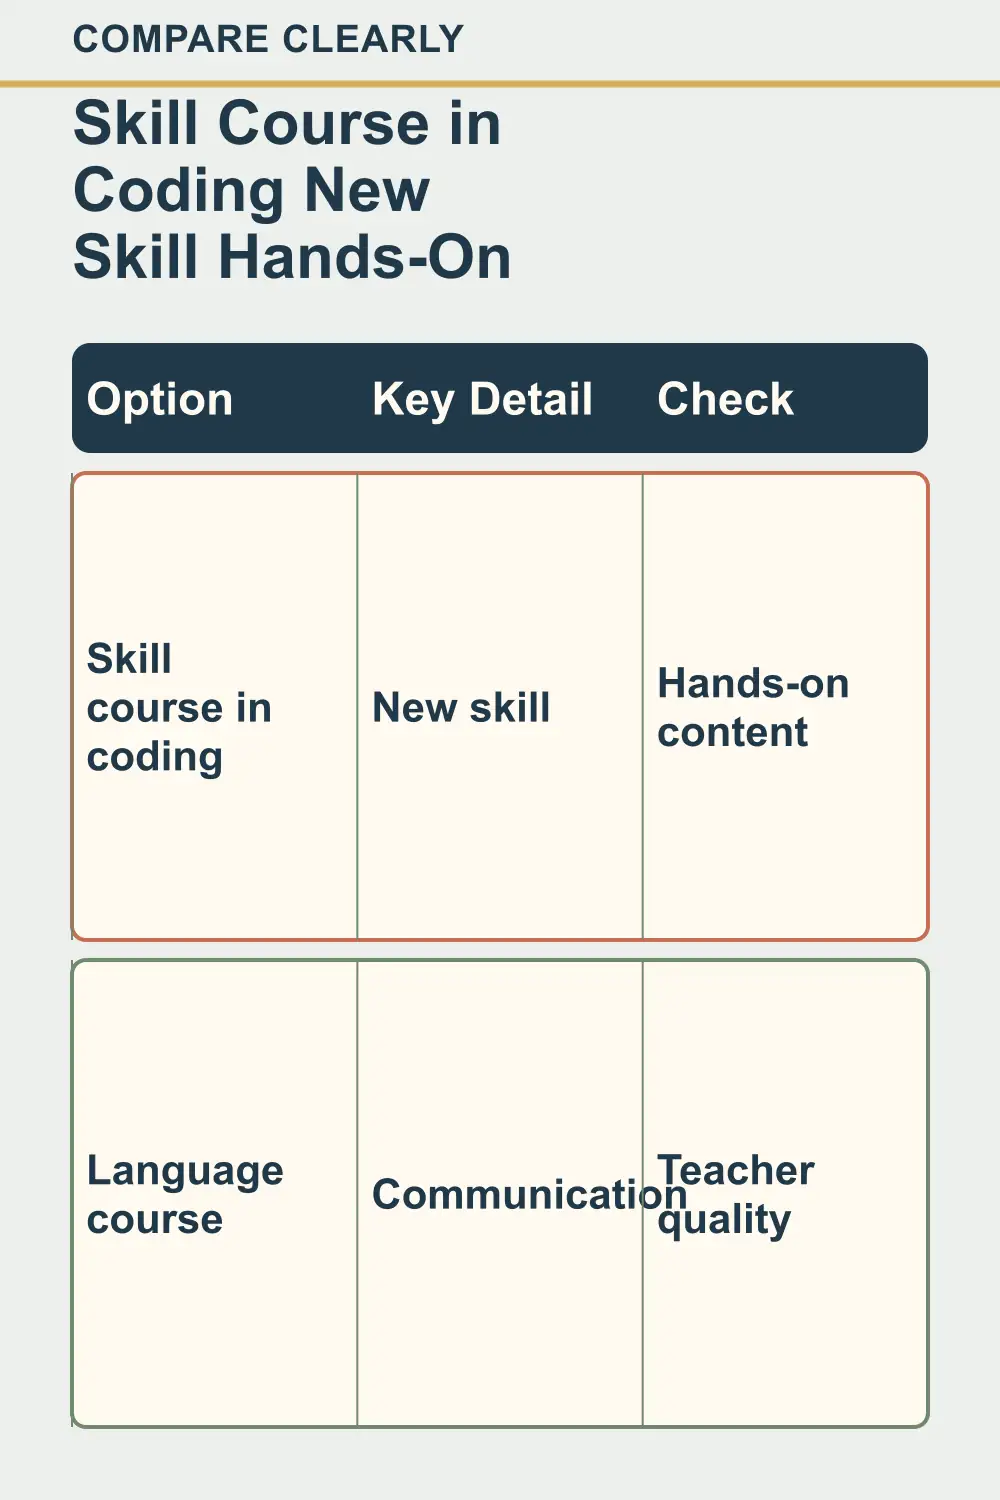 COMPARE CLEARLY
Skill Course in
Coding New
Skill Hands-On
Option Key Detail Check
Skill
course in
coding
New skill
Hands-on
content
Language
course
Communication
Teacher
quality